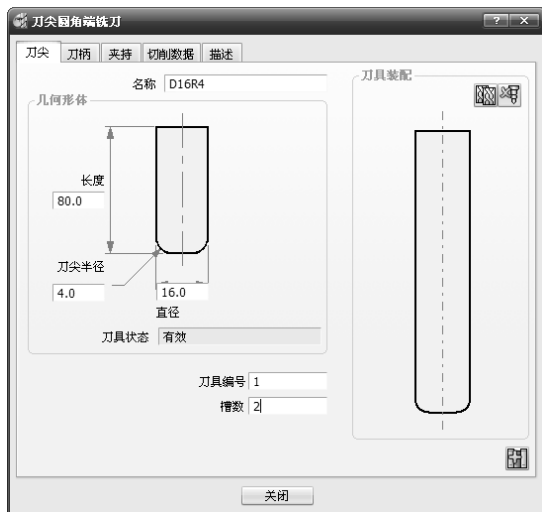 刀尖圆角端铣刀
刀尖 刀柄 夹持 切削数据 描述
名称 D16R4
几何形体
长度
80.0
刀尖半径
4.0
16.0
直径
刀具状态 有效
刀具编号 1
槽数 2
刀具装配
关闭